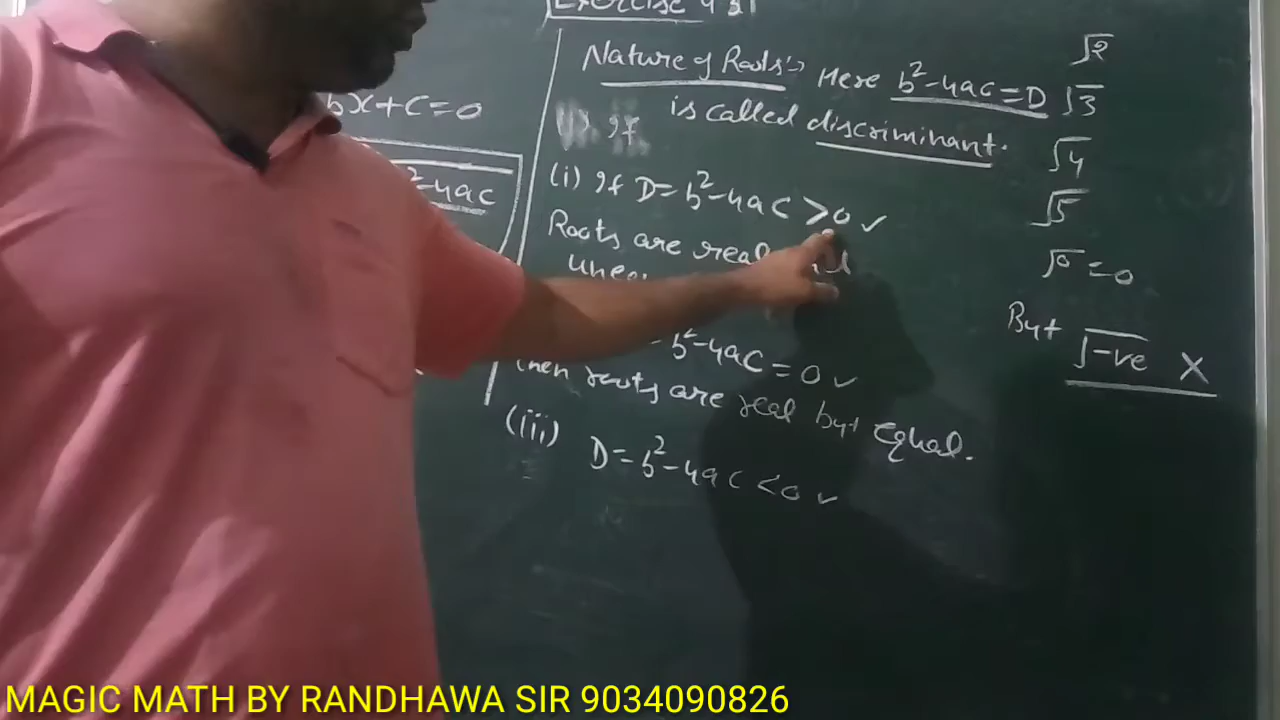 Nature of Roots :→ Here b²-4ac = D
is called discriminant.
bx+c=0
²-4ac
(i) If D= b²-4ac >0 ✓
Roots are real
b²-4ac = 0 ✓
then roots are real but equal.
(iii) D= b²-4ac <0 ✓
√2
√3
√4
√5
√0 = 0
But √-ve X
MAGIC MATH BY RANDHAWA SIR 9034090826